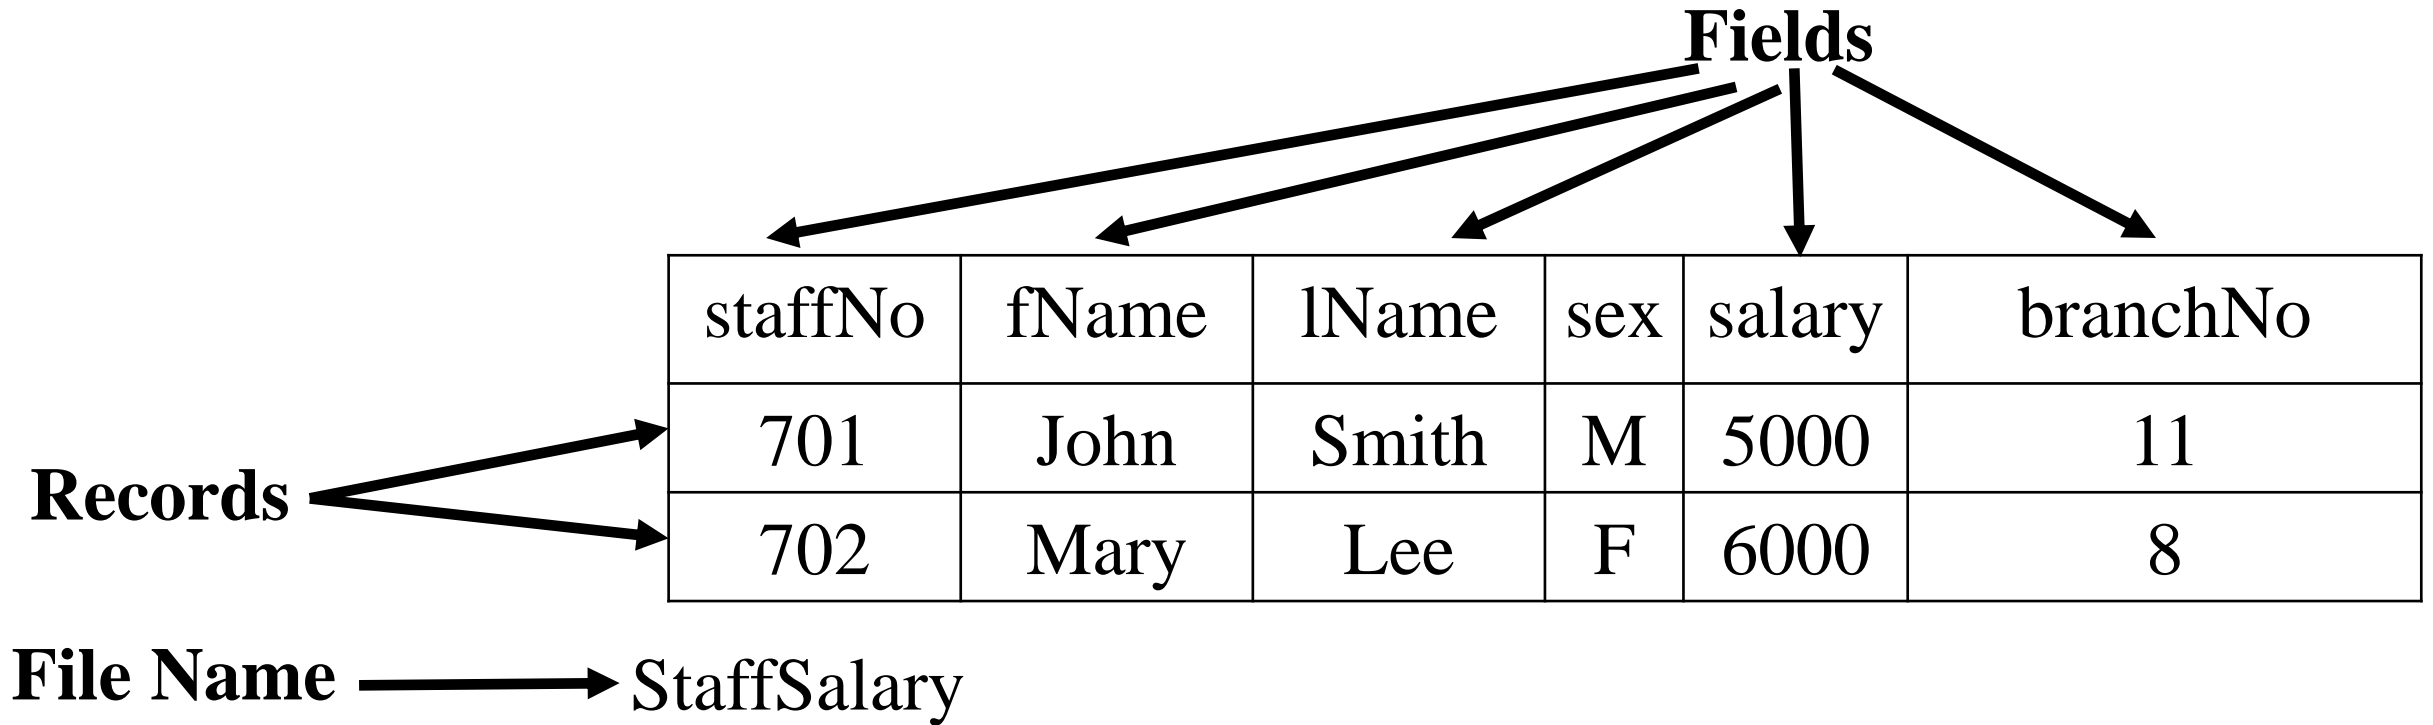 Fields
staffNo fName lName sex salary branchNo
701 John Smith M 5000 11
Records
702 Mary Lee F 6000 8
File Name StaffSalary